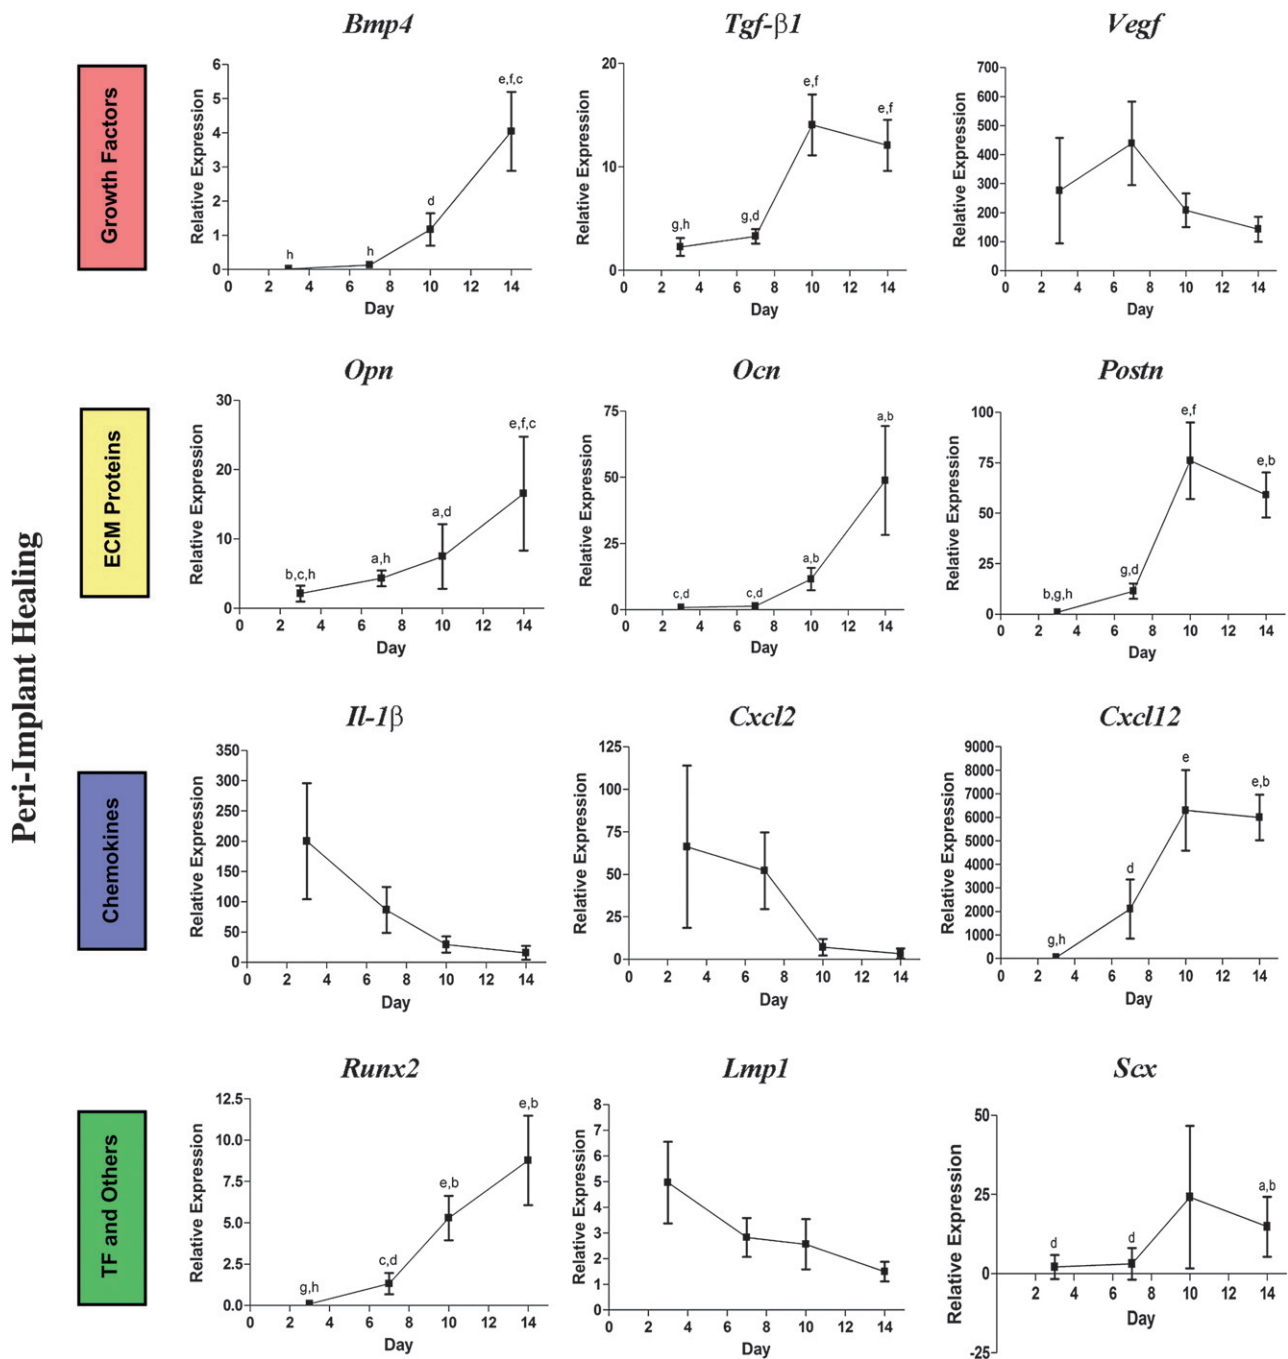 Peri-Implant Healing
Growth Factors
Bmp4
Relative Expression
6
5
4
3
2
1
0
h
h
d
e,f,c
0 2 4 6 8 10 12 14
Day
Tgf-β1
Relative Expression
20
10
0
g,h
g,d
e,f
e,f
0 2 4 6 8 10 12 14
Day
Vegf
Relative Expression
700
600
500
400
300
200
100
0
0 2 4 6 8 10 12 14
Day
ECM Proteins
Opn
Relative Expression
30
20
10
0
b,c,h
a,h
a,d
e,f,c
0 2 4 6 8 10 12 14
Day
Ocn
Relative Expression
75
50
25
0
c,d
c,d
a,b
a,b
0 2 4 6 8 10 12 14
Day
Postn
Relative Expression
100
75
50
25
0
b,g,h
g,d
e,f
e,b
0 2 4 6 8 10 12 14
Day
Chemokines
Il-1β
Relative Expression
350
300
250
200
150
100
50
0
0 2 4 6 8 10 12 14
Day
Cxcl2
Relative Expression
125
100
75
50
25
0
0 2 4 6 8 10 12 14
Day
Cxcl12
Relative Expression
9000
8000
7000
6000
5000
4000
3000
2000
1000
0
g,h
d
e
e,b
0 2 4 6 8 10 12 14
Day
TF and Others
Runx2
Relative Expression
12.5
10.0
7.5
5.0
2.5
0.0
g,h
c,d
e,b
e,b
0 2 4 6 8 10 12 14
Day
Lmp1
Relative Expression
8
7
6
5
4
3
2
1
0
0 2 4 6 8 10 12 14
Day
Scx
Relative Expression
50
25
0
-25
d
d
a,b
2 4 6 8 10 12 14
Day